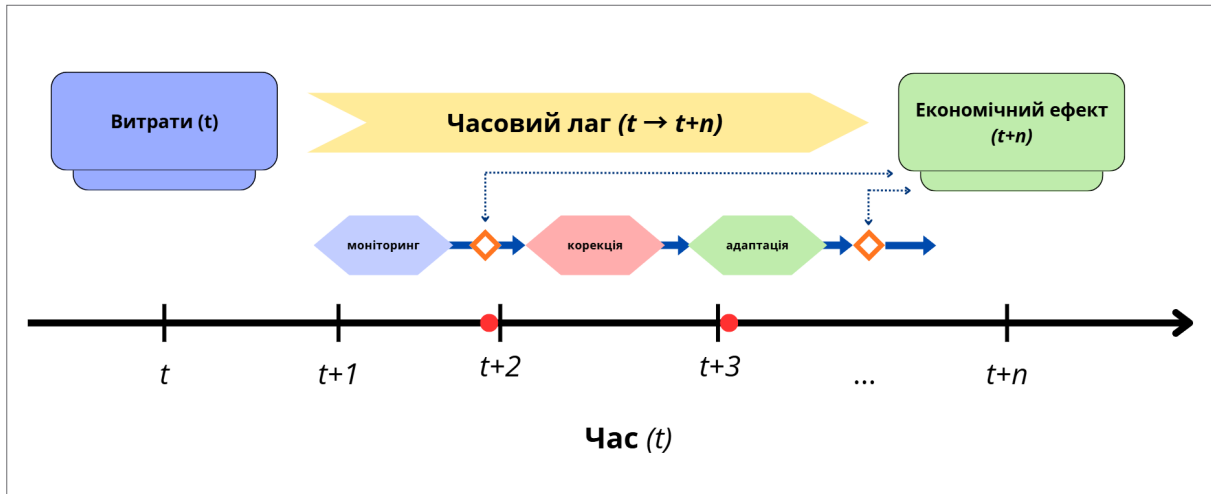 Витрати (t)
Часовий лаг (t → t+n)
Економічний ефект
(t+n)
моніторинг
корекція
адаптація
t
t+1
t+2
t+3
...
t+n
Час (t)